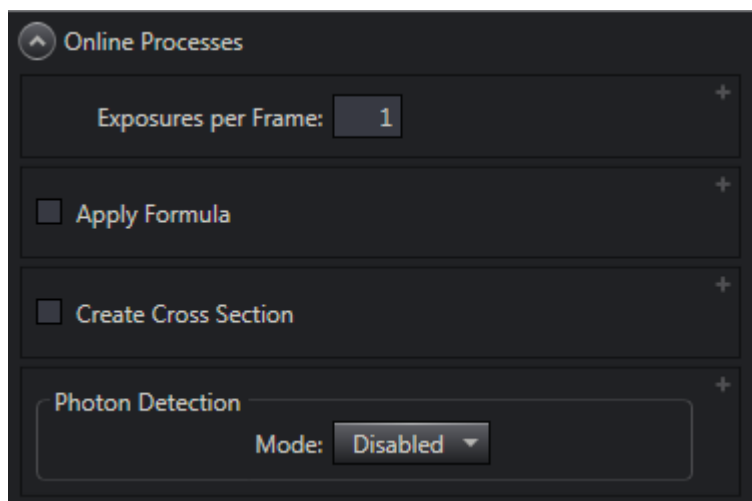 Online Processes
Exposures per Frame: 1
Apply Formula
Create Cross Section
Photon Detection
Mode: Disabled